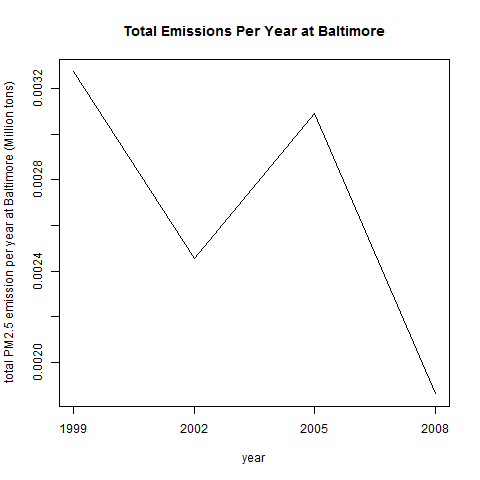 Total Emissions Per Year at Baltimore
total PM2.5 emission per year at Baltimore (Million tons)
0.0032
0.0028
0.0024
0.0020
1999 2002 2005 2008
year